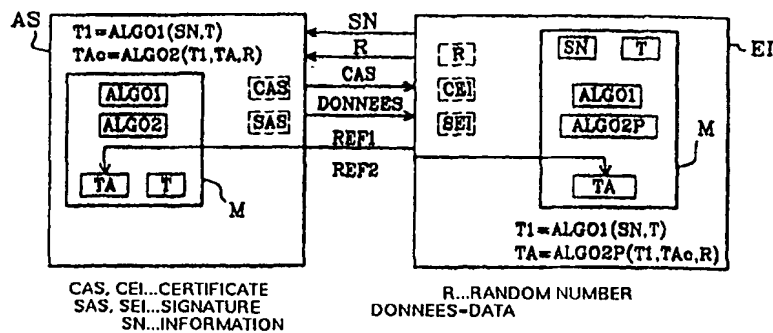 AS
T1=ALGO1(SN,T)
TAc=ALGO2(T1,TA,R)
ALGO1
ALGO2
CAS
SAS
TA
T
M
SN
R
CAS
DONNEES
REF1
REF2
R
CEI
SEI
SN
T
ALGO1
ALGO2P
TA
EI
M
T1=ALGO1(SN,T)
TA=ALGO2P(T1,TAc,R)
CAS, CEI...CERTIFICATE
SAS, SEI...SIGNATURE
SN...INFORMATION
R...RANDOM NUMBER
DONNEES=DATA